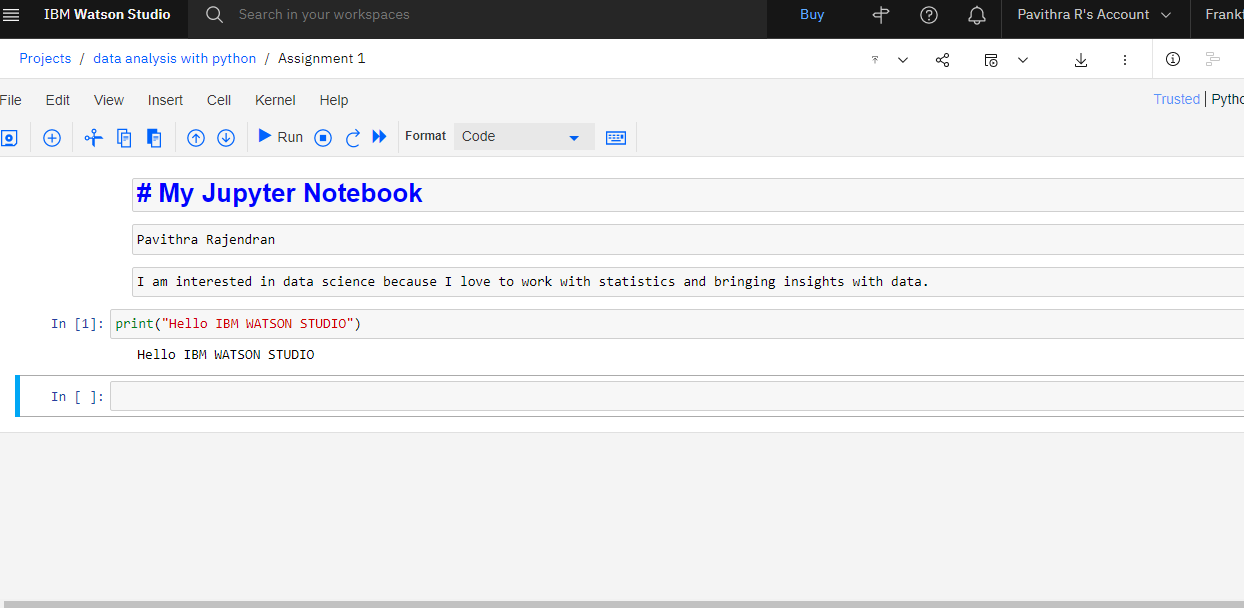 IBM Watson Studio
Search in your workspaces
Buy
Pavithra R's Account
Frankf
Projects / data analysis with python / Assignment 1
File Edit View Insert Cell Kernel Help
Trusted | Pytho
Run
Format
Code
# My Jupyter Notebook
Pavithra Rajendran
I am interested in data science because I love to work with statistics and bringing insights with data.
In [1]: print("Hello IBM WATSON STUDIO")
Hello IBM WATSON STUDIO
In [ ]: